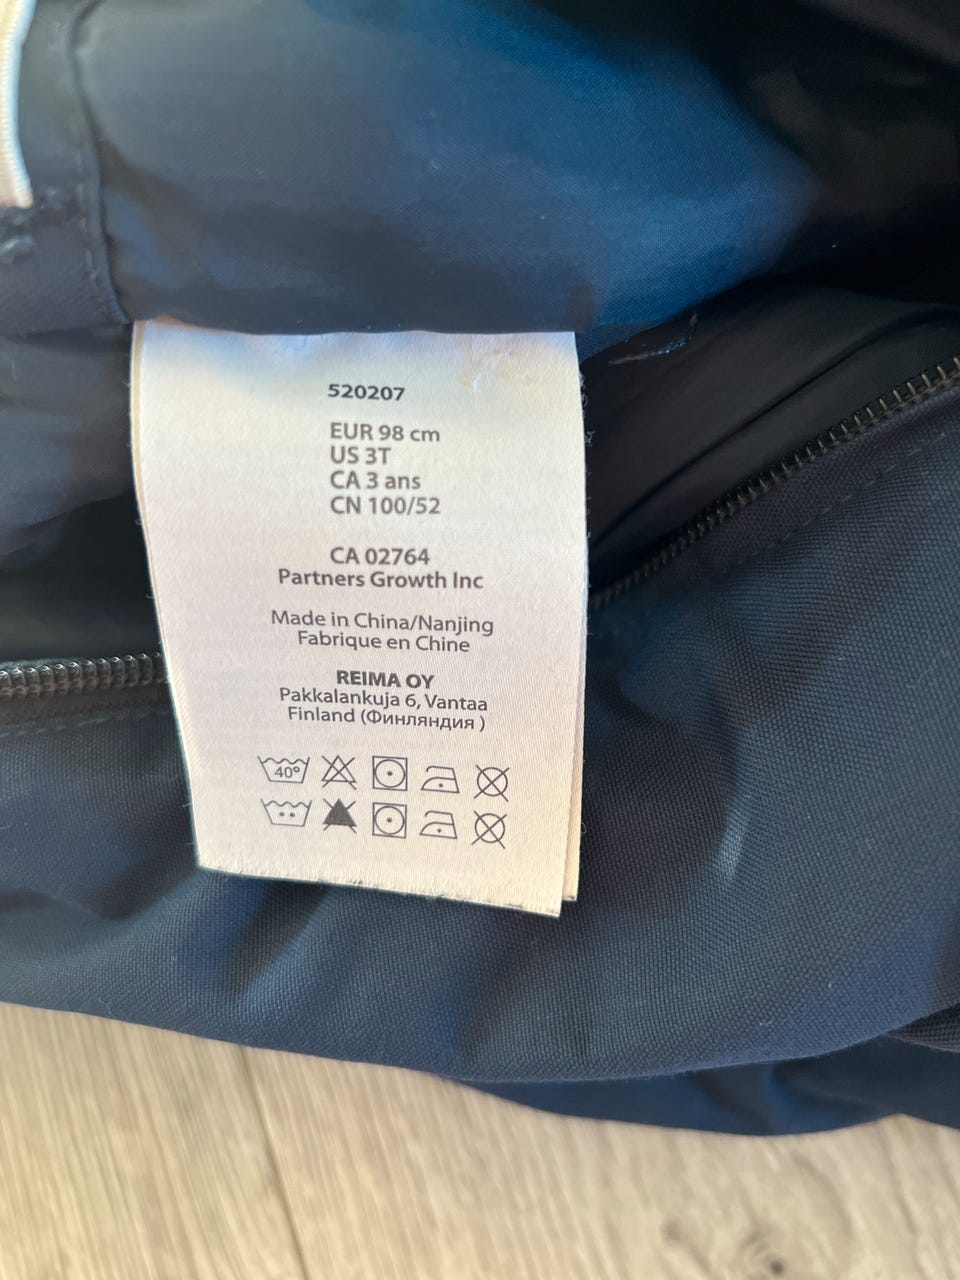 520207
EUR 98 cm
US 3T
CA 3 ans
CN 100/52
CA 02764
Partners Growth Inc
Made in China/Nanjing
Fabrique en Chine
REIMA OY
Pakkalankuja 6, Vantaa
Finland (Финляндия )
40°